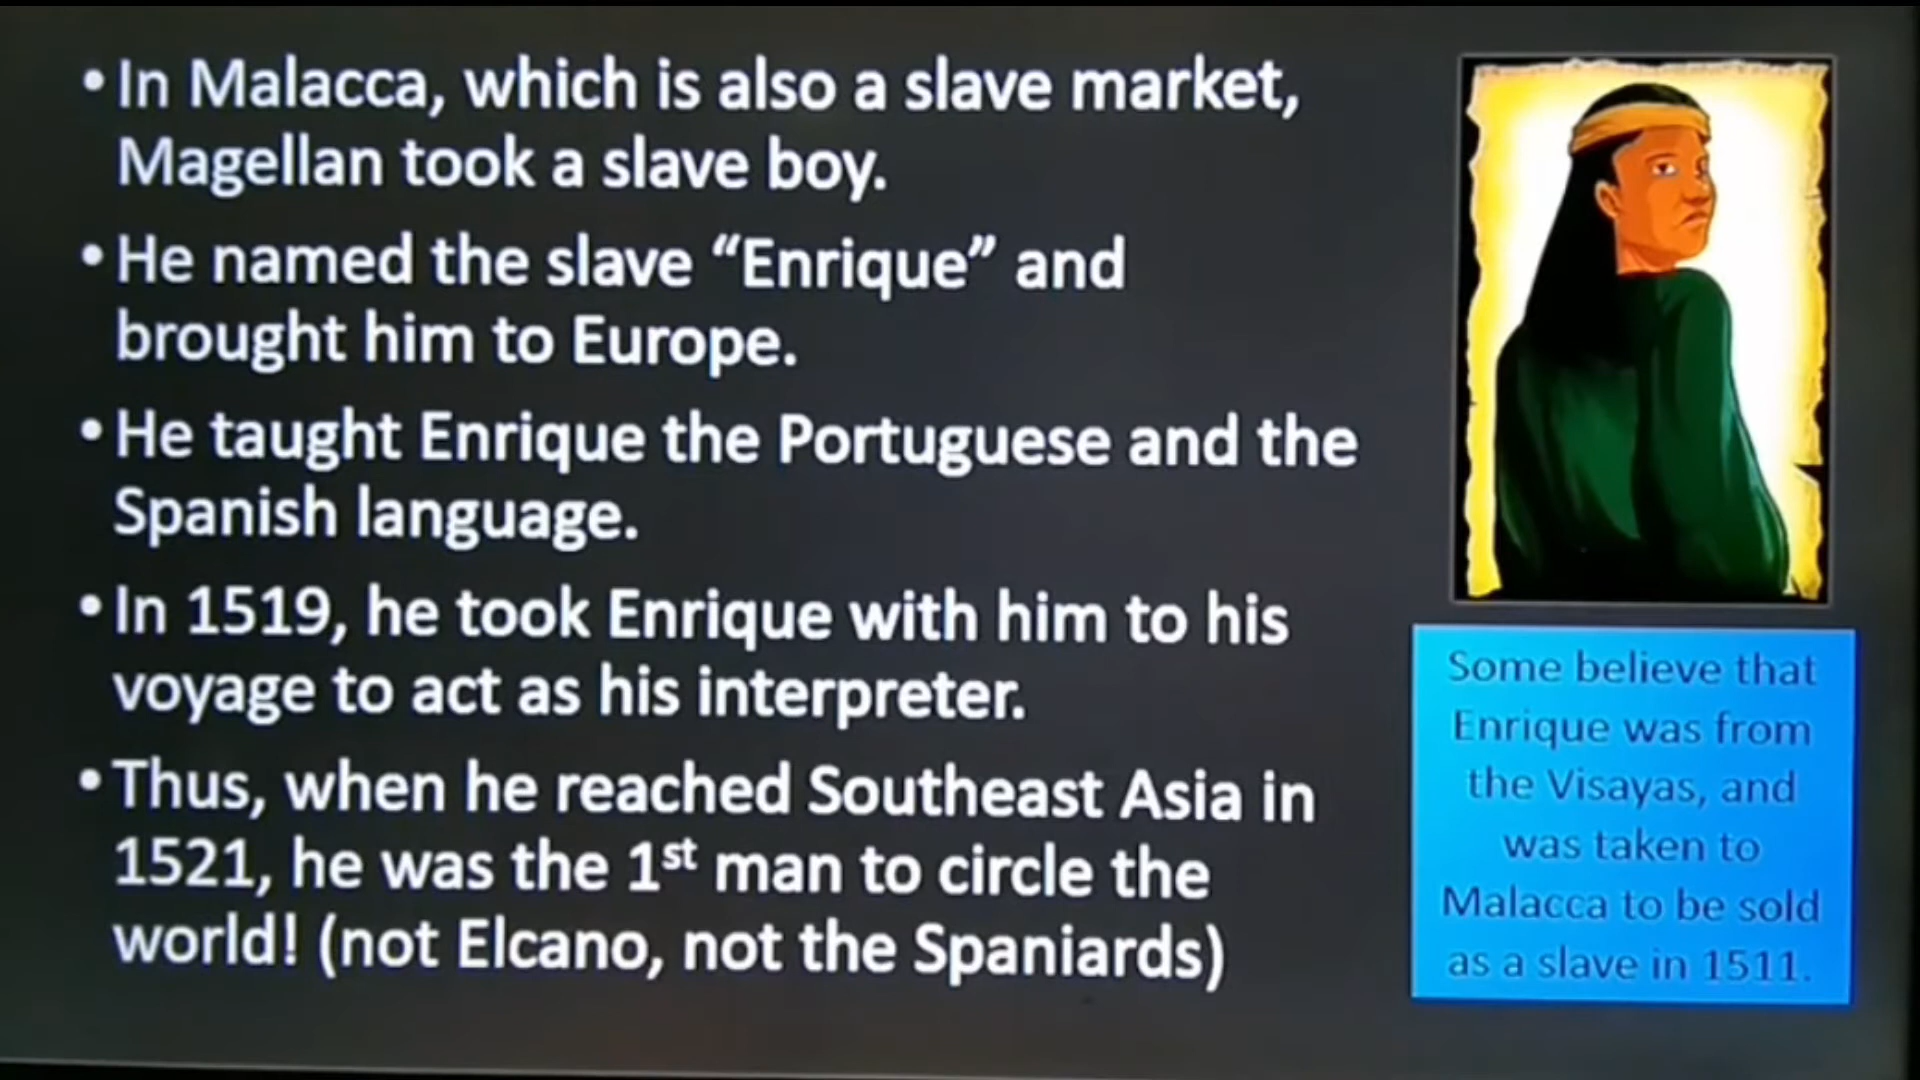 • In Malacca, which is also a slave market,
Magellan took a slave boy.
• He named the slave “Enrique” and
brought him to Europe.
• He taught Enrique the Portuguese and the
Spanish language.
• In 1519, he took Enrique with him to his
voyage to act as his interpreter.
• Thus, when he reached Southeast Asia in
1521, he was the 1st man to circle the
world! (not Elcano, not the Spaniards)
Some believe that
Enrique was from
the Visayas, and
was taken to
Malacca to be sold
as a slave in 1511.